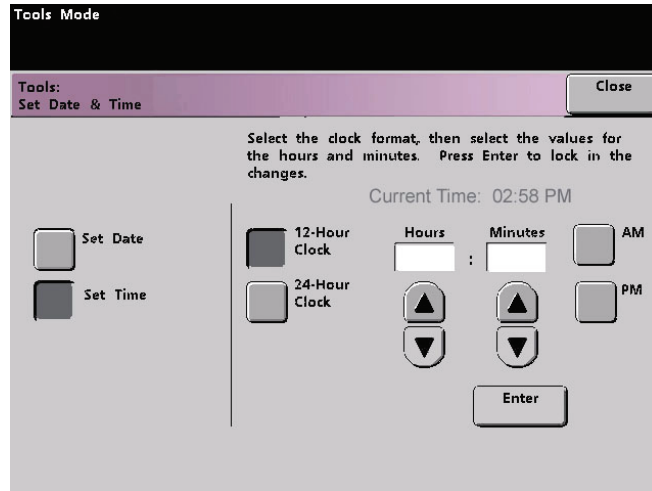 Tools Mode
Tools:
Set Date & Time
Close
Select the clock format, then select the values for
the hours and minutes. Press Enter to lock in the
changes.
Current Time: 02:58 PM
Set Date
Set Time
12-Hour
Clock
24-Hour
Clock
Hours
Minutes
:
AM
PM
Enter